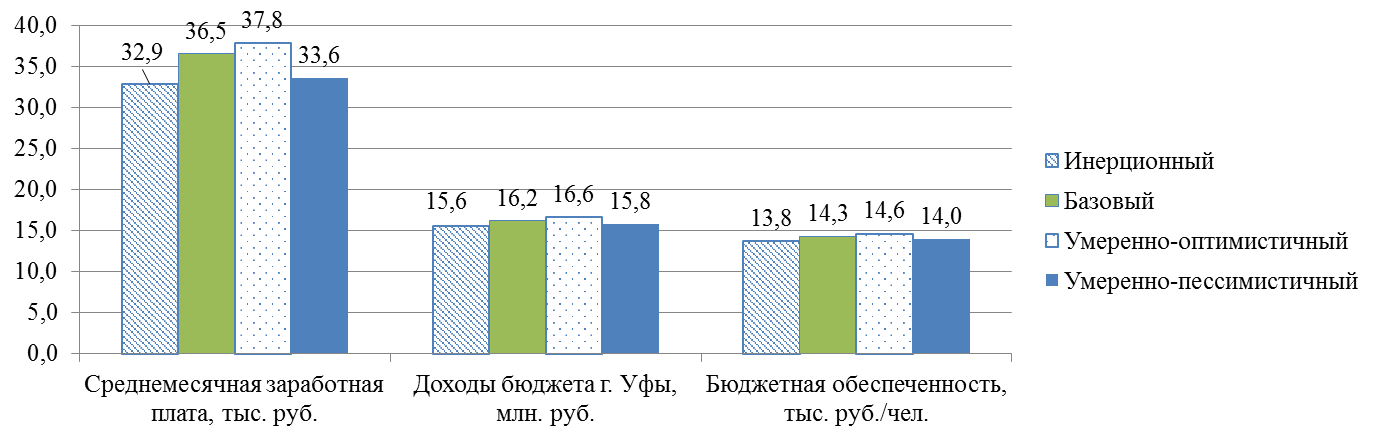 40,0
35,0
30,0
25,0
20,0
15,0
10,0
5,0
0,0
32,9
36,5
37,8
33,6
15,6
16,2
16,6
15,8
13,8
14,3
14,6
14,0
Среднемесячная заработная
плата, тыс. руб.
Доходы бюджета г. Уфы,
млн. руб.
Бюджетная обеспеченность,
тыс. руб./чел.
Инерционный
Базовый
Умеренно-оптимистичный
Умеренно-пессимистичный